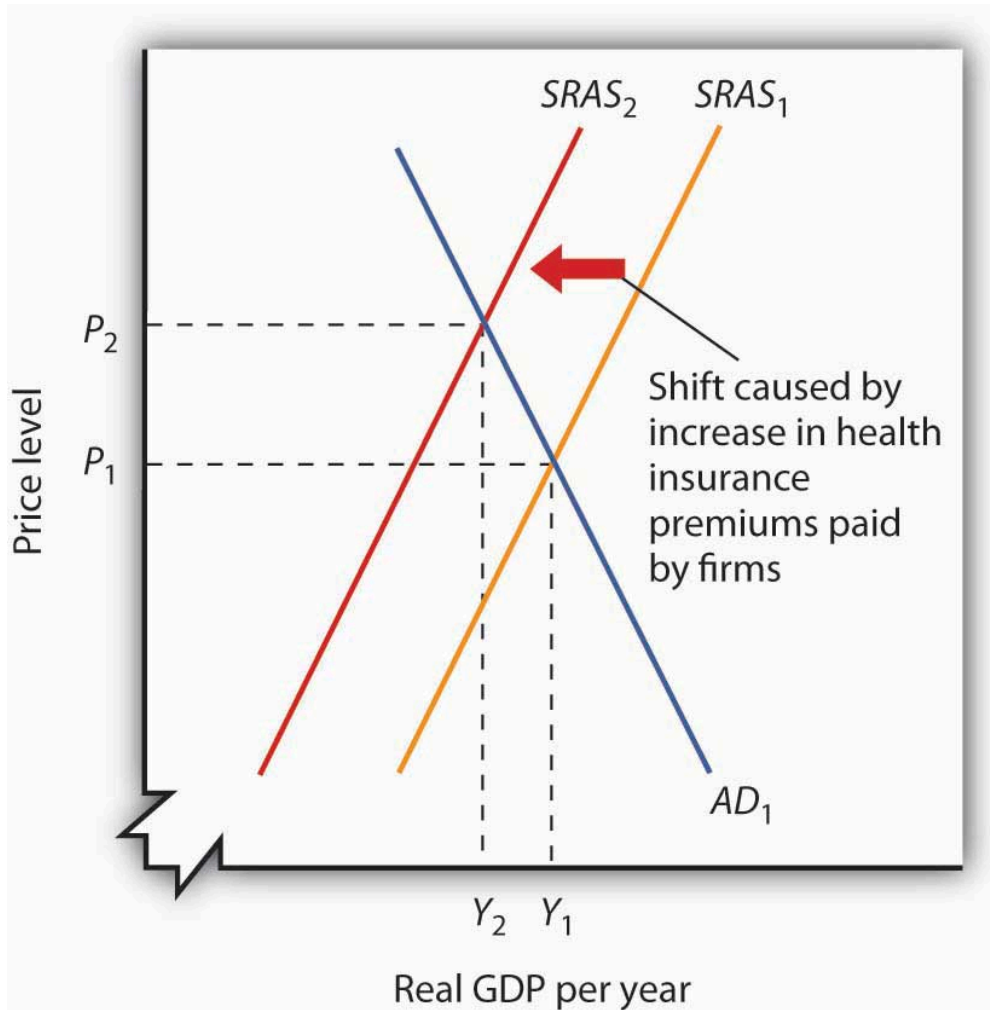 SRAS₂
SRAS₁
P₂
Shift caused by
increase in health
insurance
premiums paid
by firms
P₁
Price level
AD₁
Y₂
Y₁
Real GDP per year